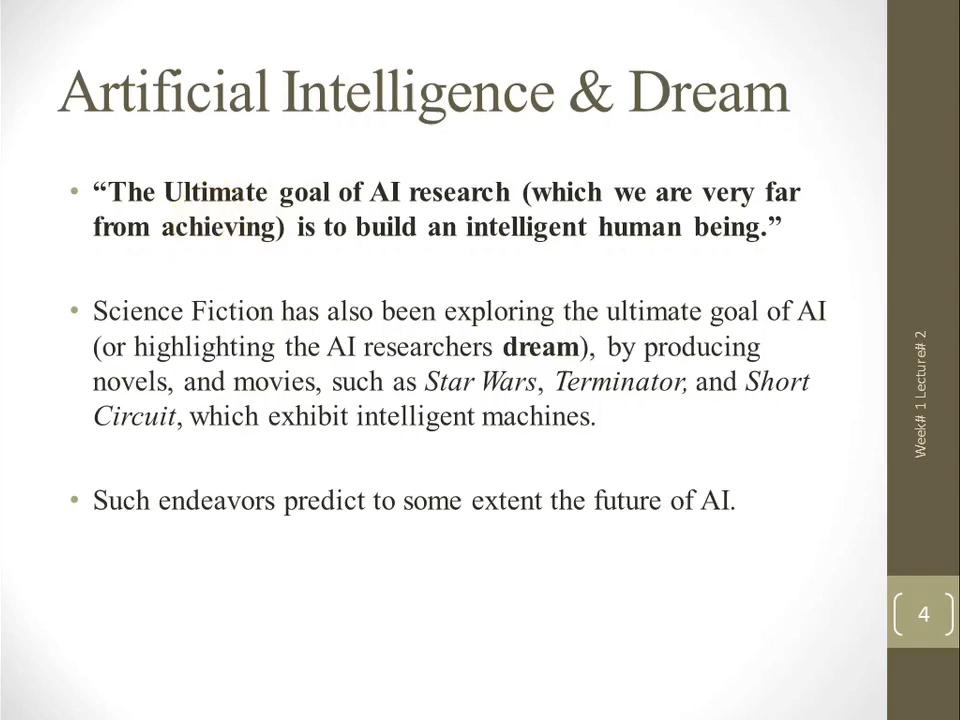 Artificial Intelligence & Dream
• “The Ultimate goal of AI research (which we are very far
from achieving) is to build an intelligent human being.”
• Science Fiction has also been exploring the ultimate goal of AI
(or highlighting the AI researchers dream), by producing
novels, and movies, such as Star Wars, Terminator, and Short
Circuit, which exhibit intelligent machines.
• Such endeavors predict to some extent the future of AI.
Week# 1 Lecture# 2
4